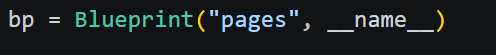 bp = Blueprint("pages", __name__)